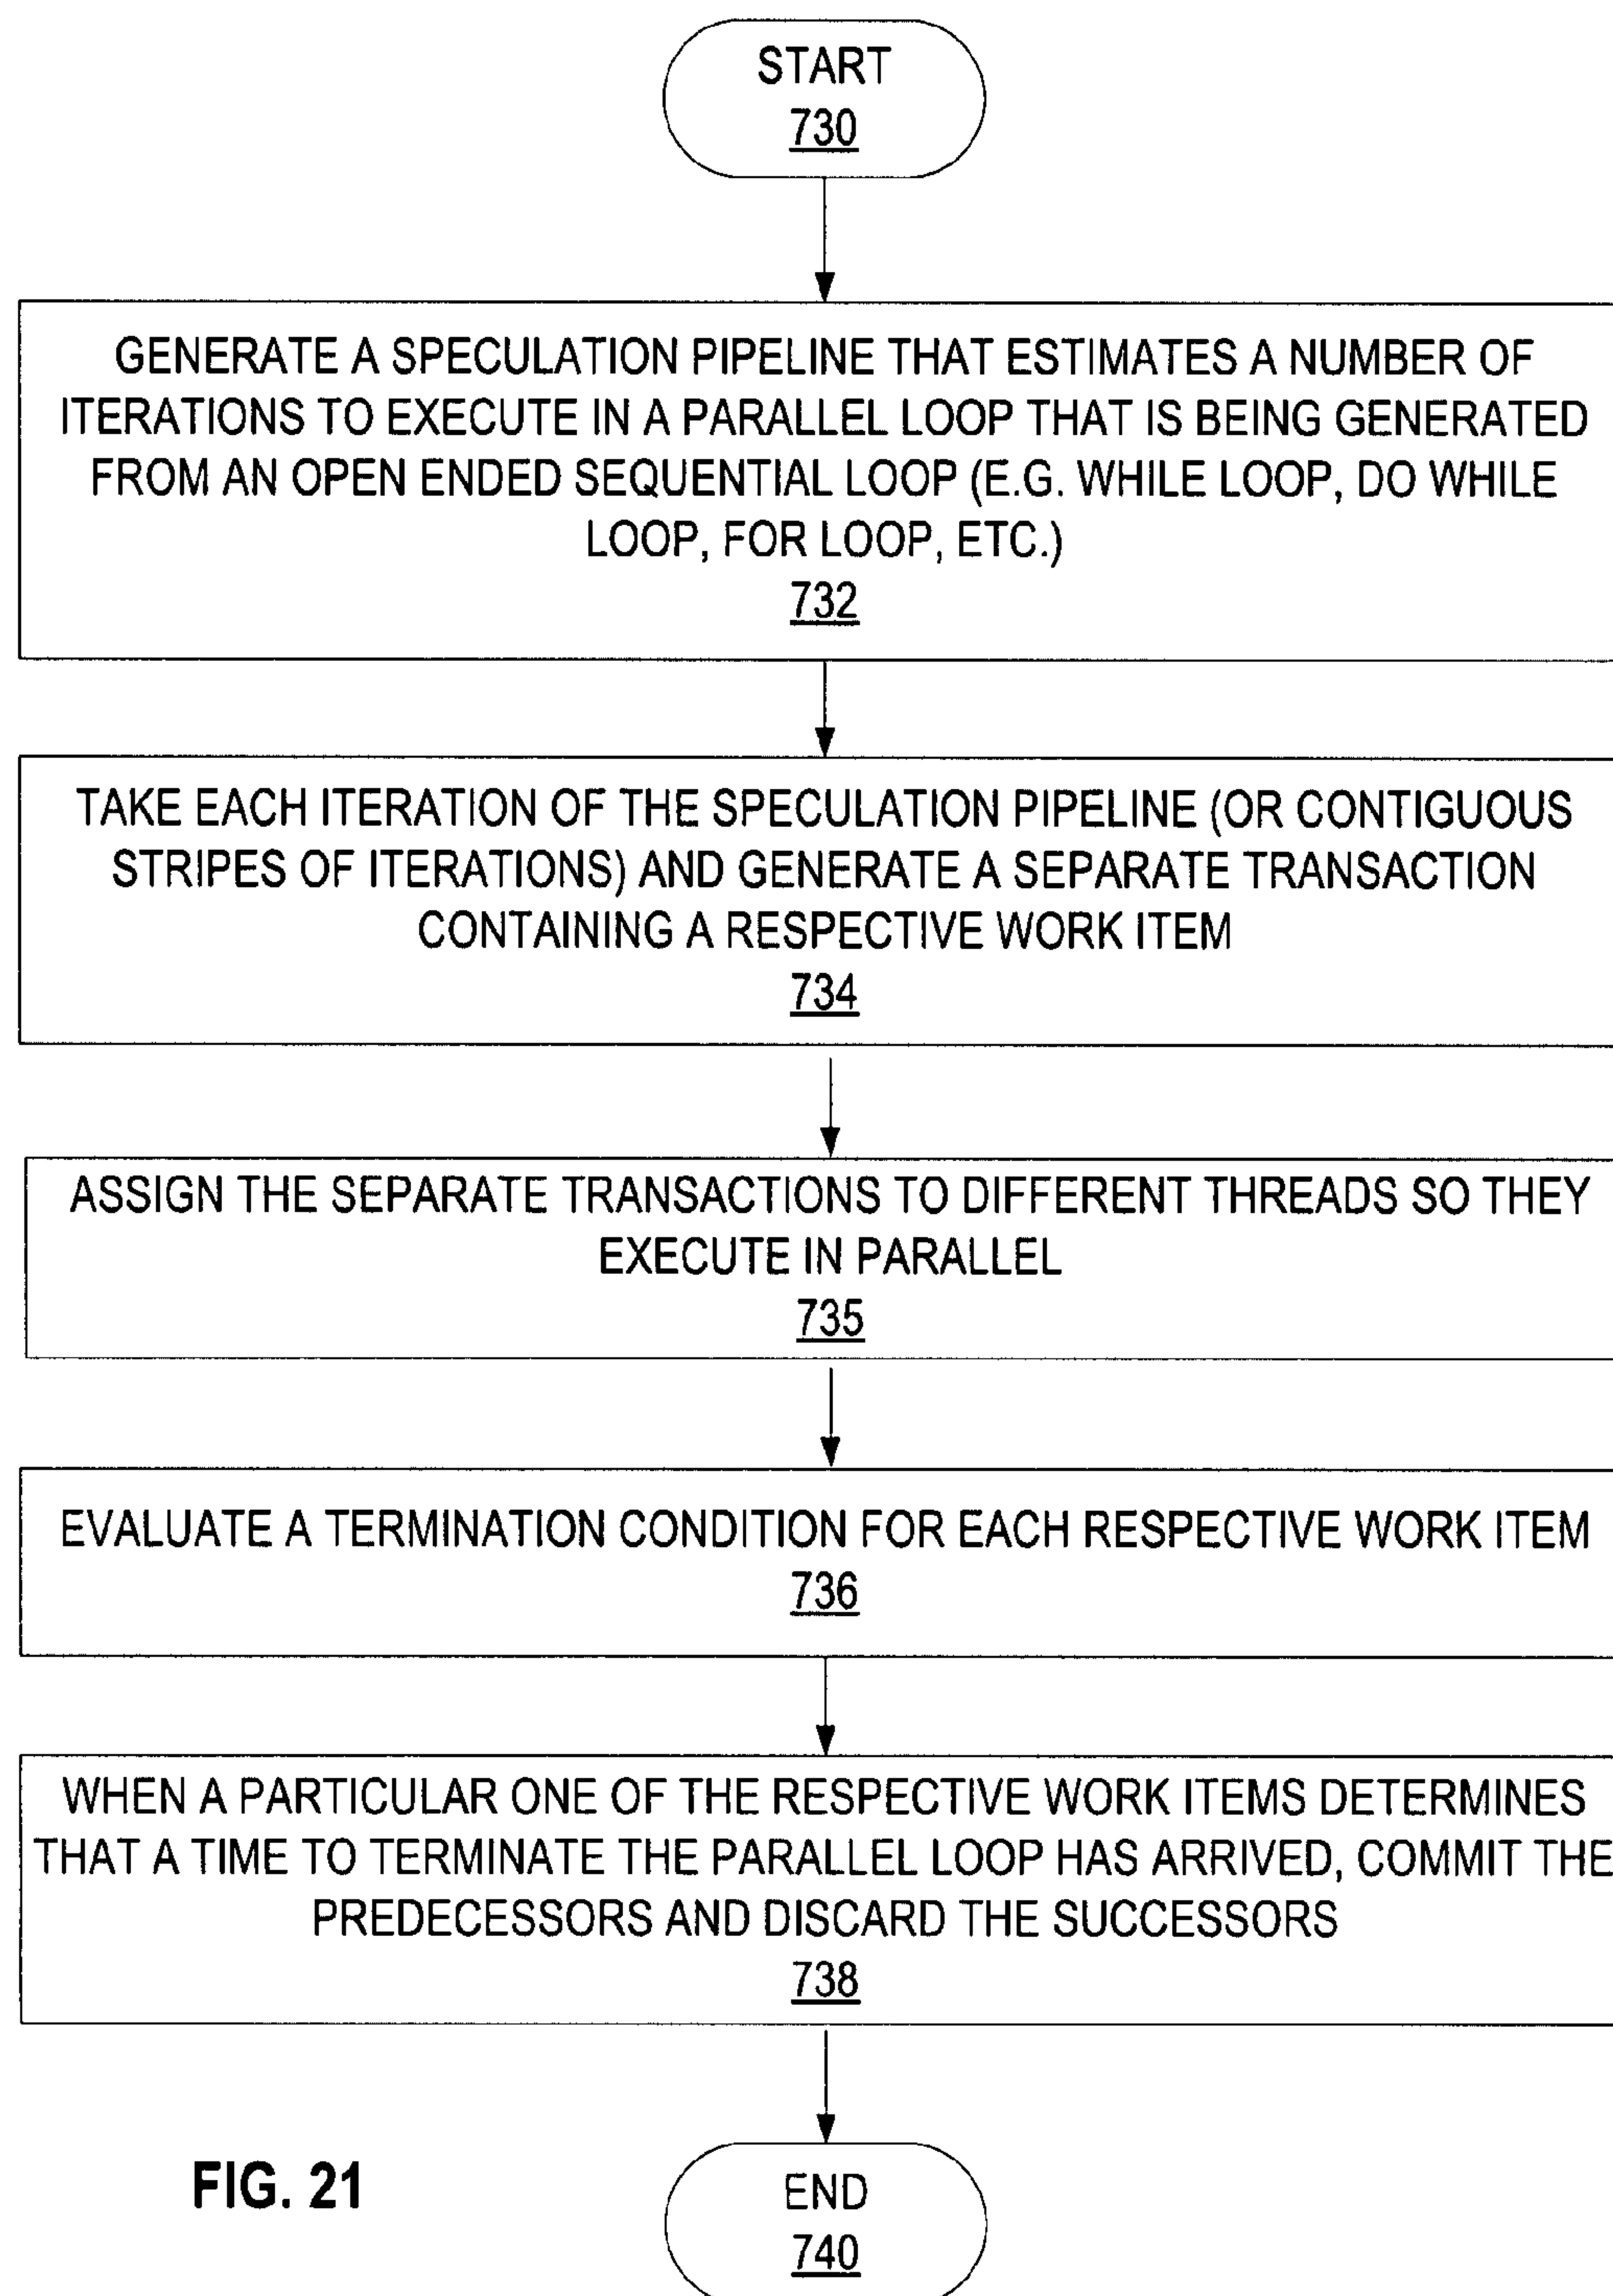 START
730
GENERATE A SPECULATION PIPELINE THAT ESTIMATES A NUMBER OF
ITERATIONS TO EXECUTE IN A PARALLEL LOOP THAT IS BEING GENERATED
FROM AN OPEN ENDED SEQUENTIAL LOOP (E.G. WHILE LOOP, DO WHILE
LOOP, FOR LOOP, ETC.)
732
TAKE EACH ITERATION OF THE SPECULATION PIPELINE (OR CONTIGUOUS
STRIPES OF ITERATIONS) AND GENERATE A SEPARATE TRANSACTION
CONTAINING A RESPECTIVE WORK ITEM
734
ASSIGN THE SEPARATE TRANSACTIONS TO DIFFERENT THREADS SO THEY
EXECUTE IN PARALLEL
735
EVALUATE A TERMINATION CONDITION FOR EACH RESPECTIVE WORK ITEM
736
WHEN A PARTICULAR ONE OF THE RESPECTIVE WORK ITEMS DETERMINES
THAT A TIME TO TERMINATE THE PARALLEL LOOP HAS ARRIVED, COMMIT THE
PREDECESSORS AND DISCARD THE SUCCESSORS
738
END
740
FIG. 21